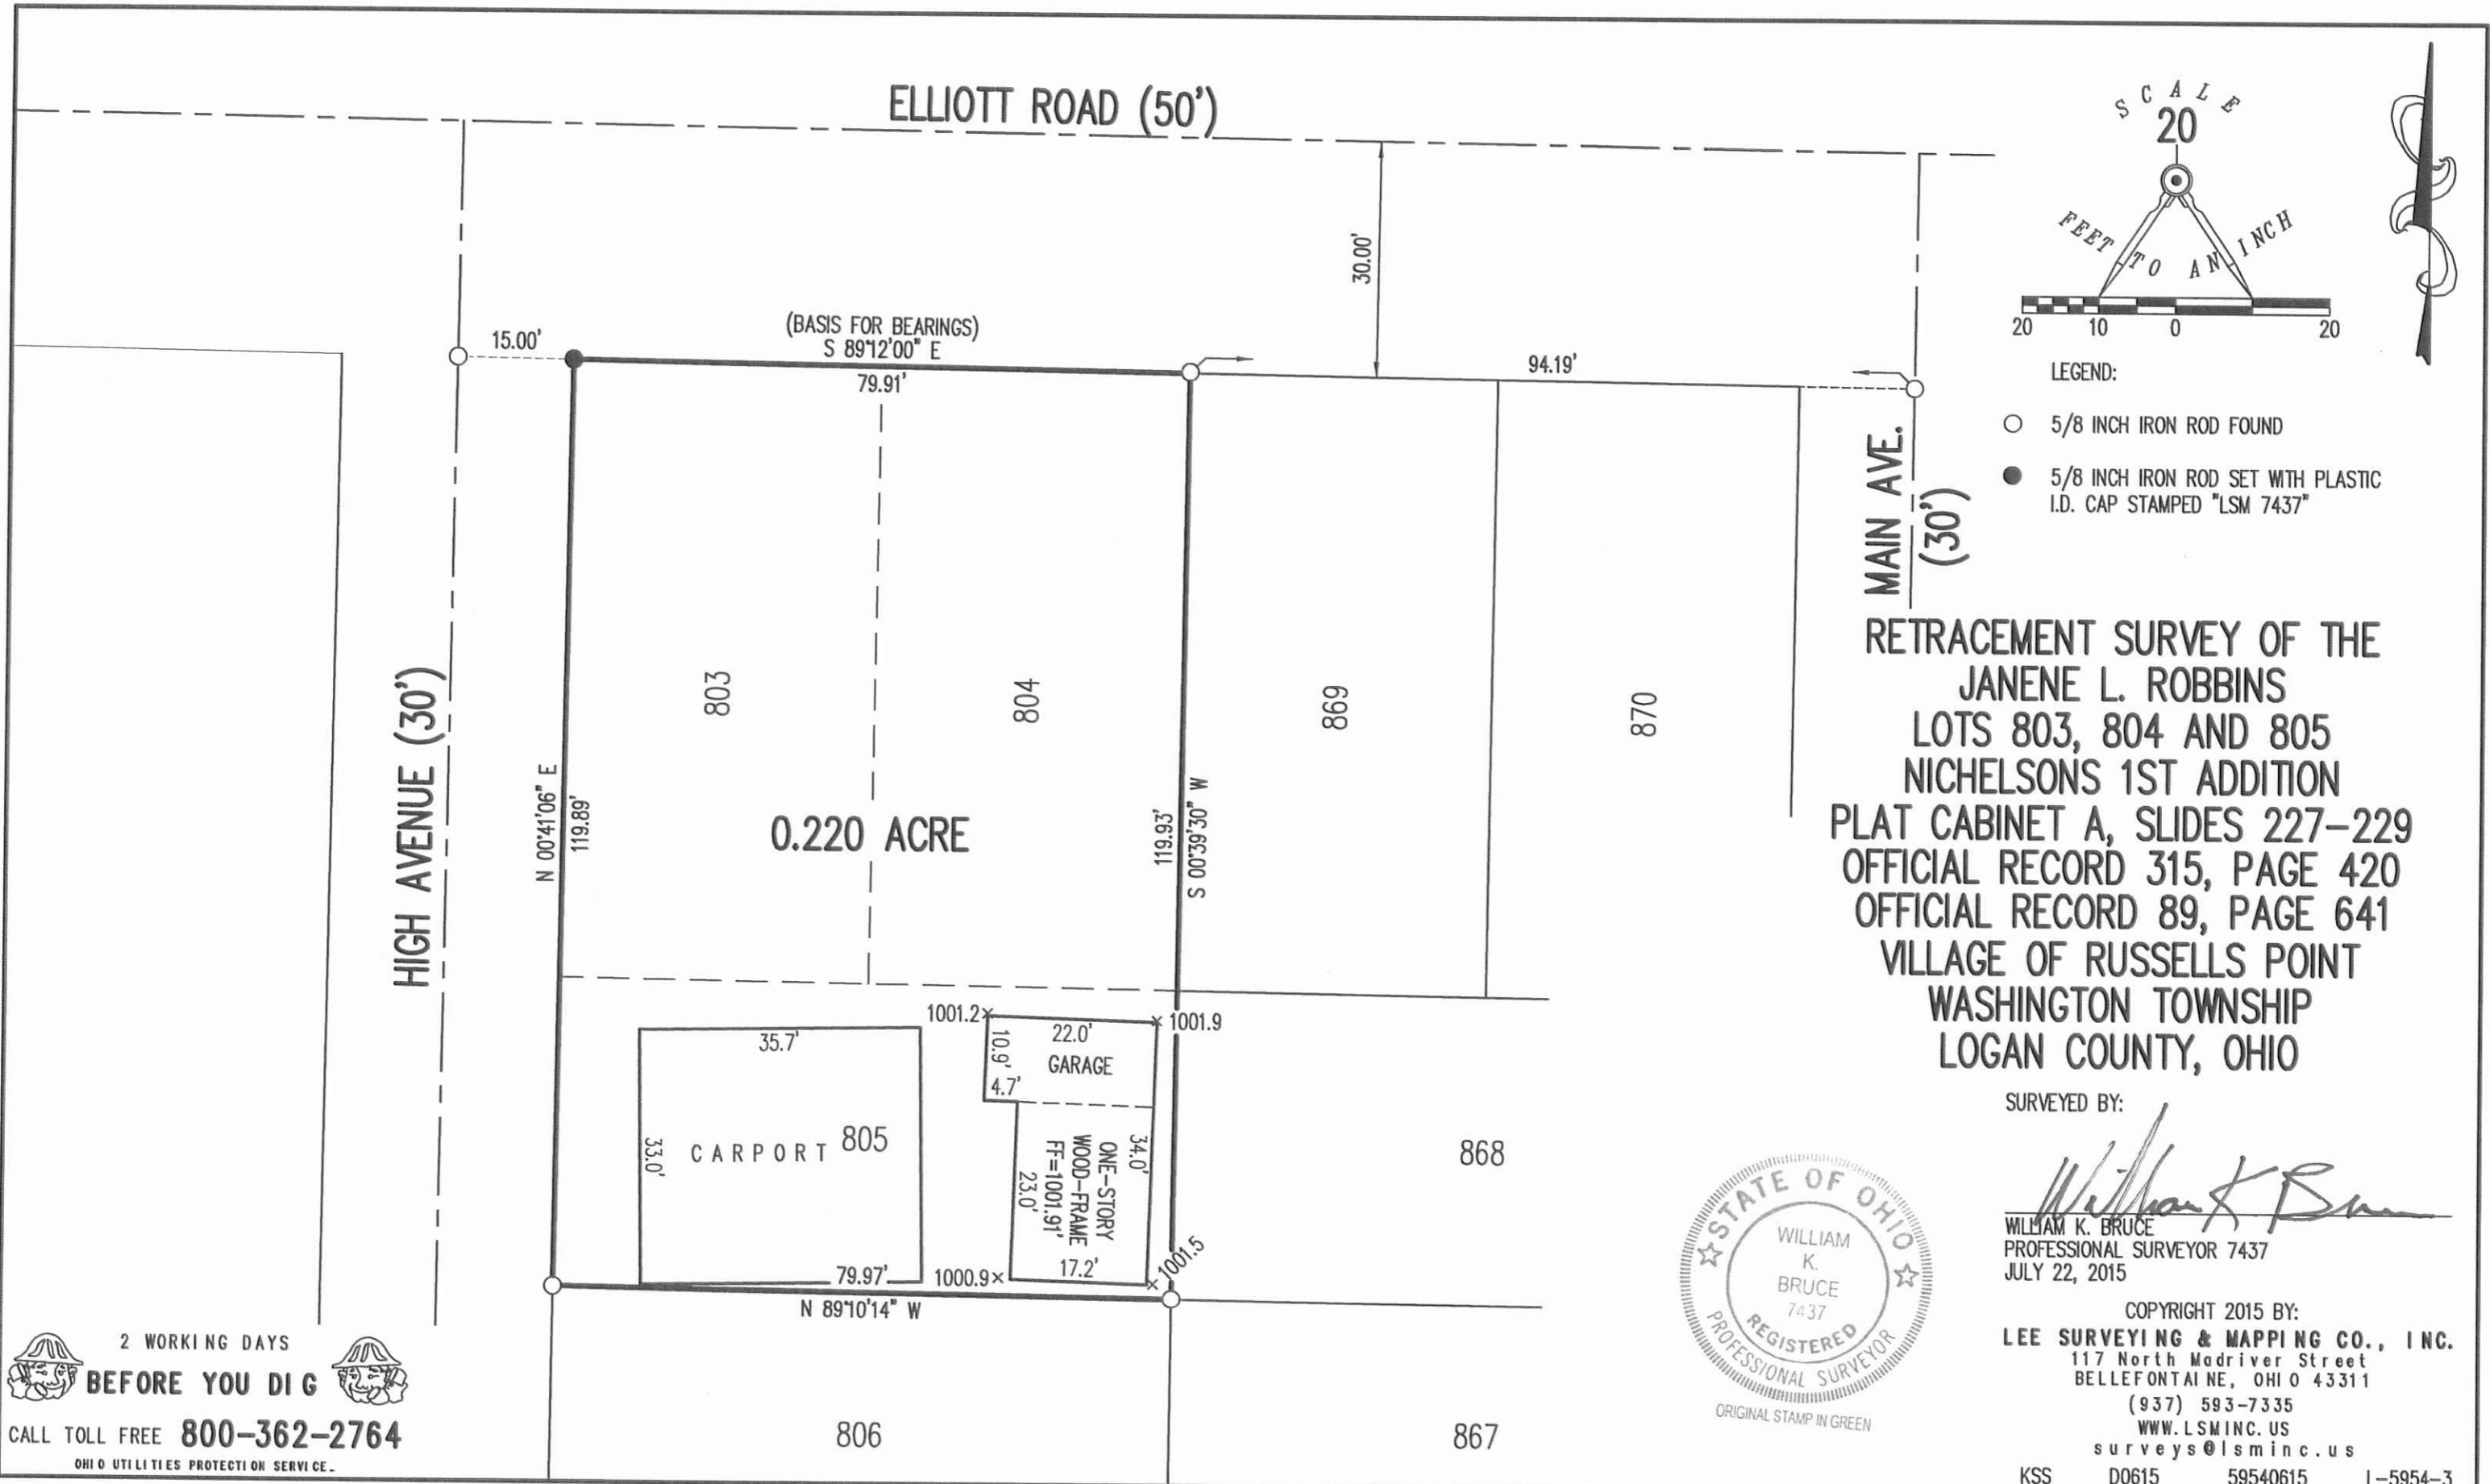 ELLIOTT ROAD (50')
S C A L E
20
FEET TO AN INCH
20 10 0 20
30.00'
15.00'
(BASIS FOR BEARINGS)
S 89°12'00" E
79.91'
94.19'
LEGEND:
5/8 INCH IRON ROD FOUND
5/8 INCH IRON ROD SET WITH PLASTIC
I.D. CAP STAMPED "LSM 7437"
MAIN AVE.
(30')
HIGH AVENUE (30')
803
804
869
870
N 00°41'06" E
119.89'
0.220 ACRE
119.93'
S 00°39'30" W
RETRACEMENT SURVEY OF THE
JANENE L. ROBBINS
LOTS 803, 804 AND 805
NICHELSONS 1ST ADDITION
PLAT CABINET A, SLIDES 227-229
OFFICIAL RECORD 315, PAGE 420
OFFICIAL RECORD 89, PAGE 641
VILLAGE OF RUSSELLS POINT
WASHINGTON TOWNSHIP
LOGAN COUNTY, OHIO
1001.2
1001.9
35.7'
22.0'
10.9'
GARAGE
4.7'
33.0'
CARPORT
805
ONE-STORY
WOOD-FRAME
FF=1001.91'
34.0'
23.0'
17.2'
1000.9
1001.5
79.97'
N 89°10'14" W
868
806
867
SURVEYED BY:
William K Bruce
WILLIAM K. BRUCE
PROFESSIONAL SURVEYOR 7437
JULY 22, 2015
STATE OF OHIO
WILLIAM
K.
BRUCE
7437
REGISTERED
PROFESSIONAL SURVEYOR
ORIGINAL STAMP IN GREEN
COPYRIGHT 2015 BY:
LEE SURVEYING & MAPPING CO., INC.
117 North Madriver Street
BELLEFONTAINE, OHIO 43311
(937) 593-7335
WWW.LSMINC.US
surveys@lsminc.us
KSS D0615 59540615 L-5954-3
2 WORKING DAYS
BEFORE YOU DIG
CALL TOLL FREE 800-362-2764
OHIO UTILITIES PROTECTION SERVICE.